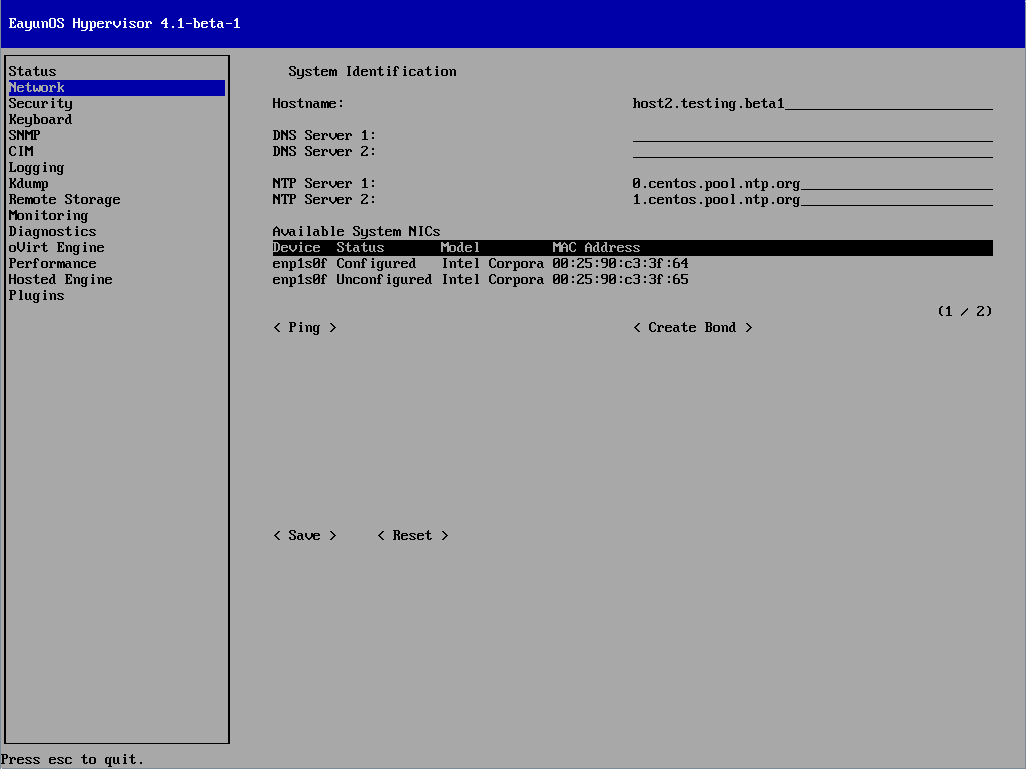 EayunOS Hypervisor 4.1-beta-1
Status
Network
Security
Keyboard
SNMP
CIM
Logging
Kdump
Remote Storage
Monitoring
Diagnostics
oVirt Engine
Performance
Hosted Engine
Plugins
System Identification
Hostname: host2.testing.beta1
DNS Server 1:
DNS Server 2:
NTP Server 1: 0.centos.pool.ntp.org
NTP Server 2: 1.centos.pool.ntp.org
Available System NICs
Device Status Model MAC Address
enp1s0f Configured Intel Corpora 00:25:90:c3:3f:64
enp1s0f Unconfigured Intel Corpora 00:25:90:c3:3f:65
(1 / 2)
< Ping > < Create Bond >
< Save > < Reset >
Press esc to quit.